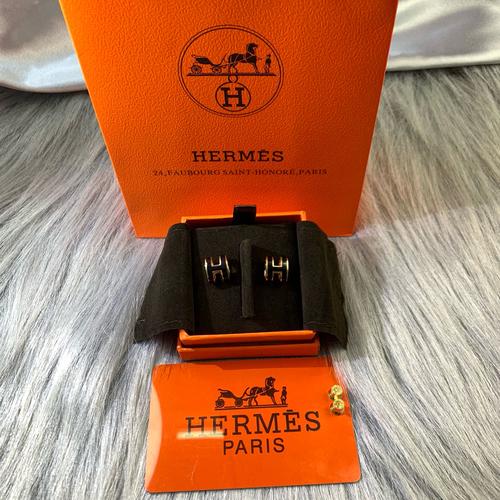 H
HERMÈS
24, FAUBOURG SAINT-HONORÉ, PARIS
H H
HERMÈS
PARIS